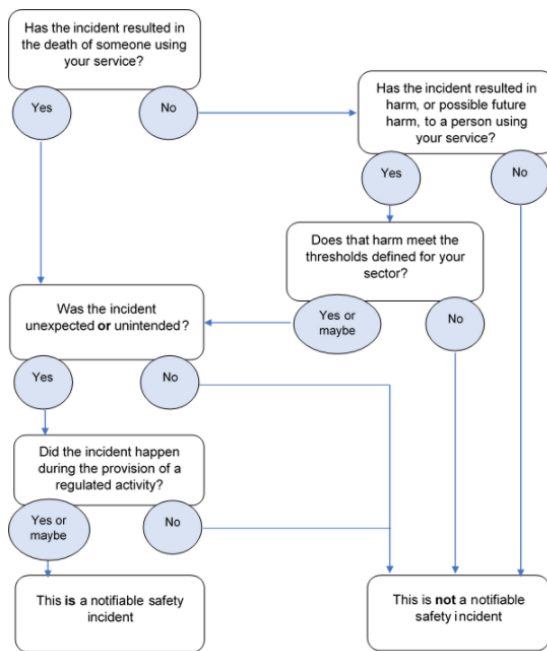 Has the incident resulted in
the death of someone using
your service?
Yes
No
Has the incident resulted in
harm, or possible future
harm, to a person using
your service?
Yes
No
Does that harm meet the
thresholds defined for your
sector?
Yes or
maybe
No
Was the incident
unexpected or unintended?
Yes
No
Did the incident happen
during the provision of a
regulated activity?
Yes or
maybe
No
This is a notifiable safety
incident
This is not a notifiable
safety incident